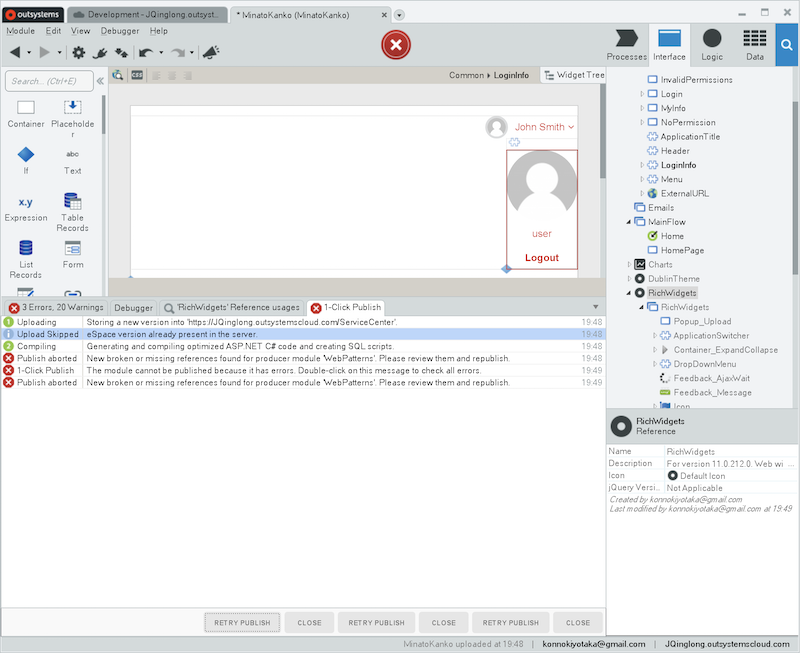 outsystems
Development - JQinglong.outsyst...
* MinatoKanko (MinatoKanko)
Module Edit View Debugger Help
Processes Interface Logic Data
Search... (Ctrl+E)
Common LoginInfo
Widget Tree
Container
Placeholde
r
If
Text
abc
x.y
Expression
Table
Records
List
Records
Form
CSS
John Smith
user
Logout
InvalidPermissions
Login
MyInfo
NoPermission
ApplicationTitle
Header
LoginInfo
Menu
ExternalURL
Emails
MainFlow
Home
HomePage
Charts
DublinTheme
RichWidgets
RichWidgets
Popup_Upload
ApplicationSwitcher
Container_ExpandCollapse
DropDownMenu
Feedback_AjaxWait
Feedback_Message
Icon
3 Errors, 20 Warnings
Debugger
'RichWidgets' Reference usages
1-Click Publish
1 Uploading Storing a new version into 'https://JQinglong.outsystemscloud.com/ServiceCenter'. 19:48
Upload Skipped eSpace version already present in the server. 19:48
2 Compiling Generating and compiling optimized ASP.NET C# code and creating SQL scripts. 19:48
Publish aborted New broken or missing references found for producer module 'WebPatterns'. Please review them and republish. 19:48
1-Click Publish The module cannot be published because it has errors. Double-click on this message to check all errors. 19:49
Publish aborted New broken or missing references found for producer module 'WebPatterns'. Please review them and republish. 19:49
RichWidgets
Reference
Name RichWidgets
Description For version 11.0.212.0. Web wi ...
Icon Default Icon
jQuery Versi... Not Applicable
Created by konnokiyotaka@gmail.com
Last modified by konnokiyotaka@gmail.com at 19:49
RETRY PUBLISH CLOSE RETRY PUBLISH CLOSE RETRY PUBLISH CLOSE
MinatoKanko uploaded at 19:48 | konnokiyotaka@gmail.com | JQinglong.outsystemscloud.com